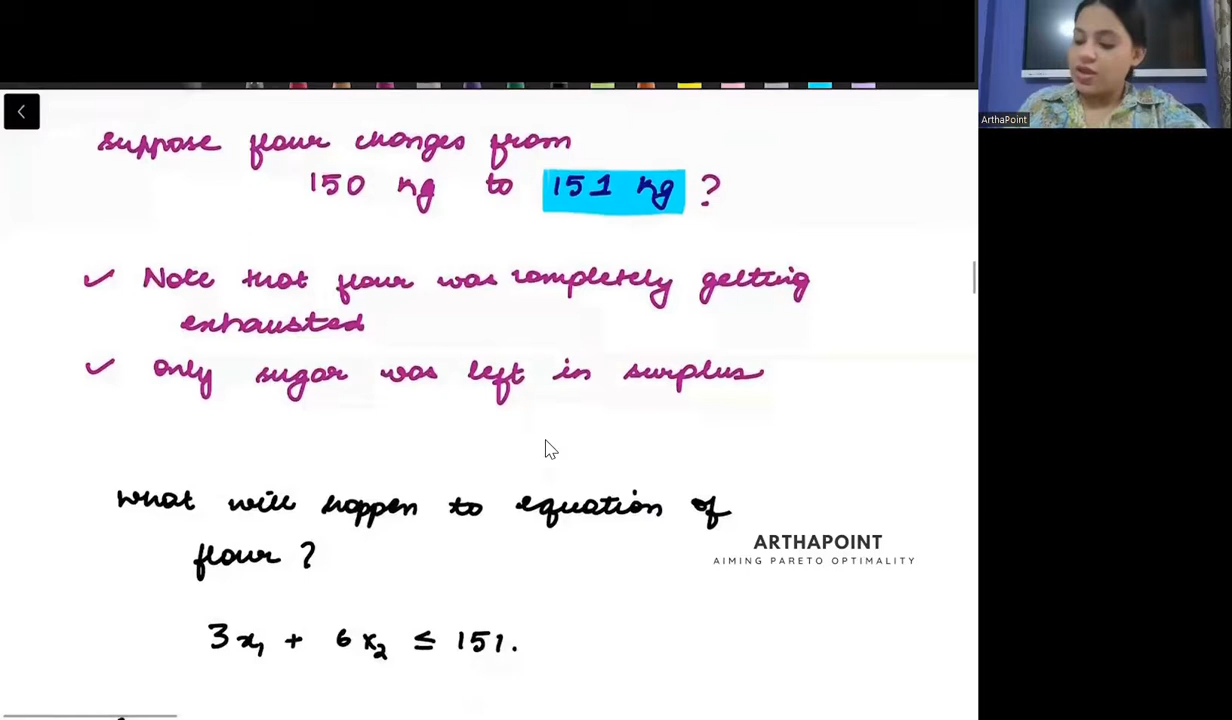 ArthaPoint
suppose flour changes from
150 kg to 151 kg ?
✓ Note that flour was completely getting
exhausted
✓ only sugar was left in surplus
what will happen to equation of
flour ?
ARTHAPOINT
AIMING PARETO OPTIMALITY
3x₁ + 6x₂ ≤ 151.